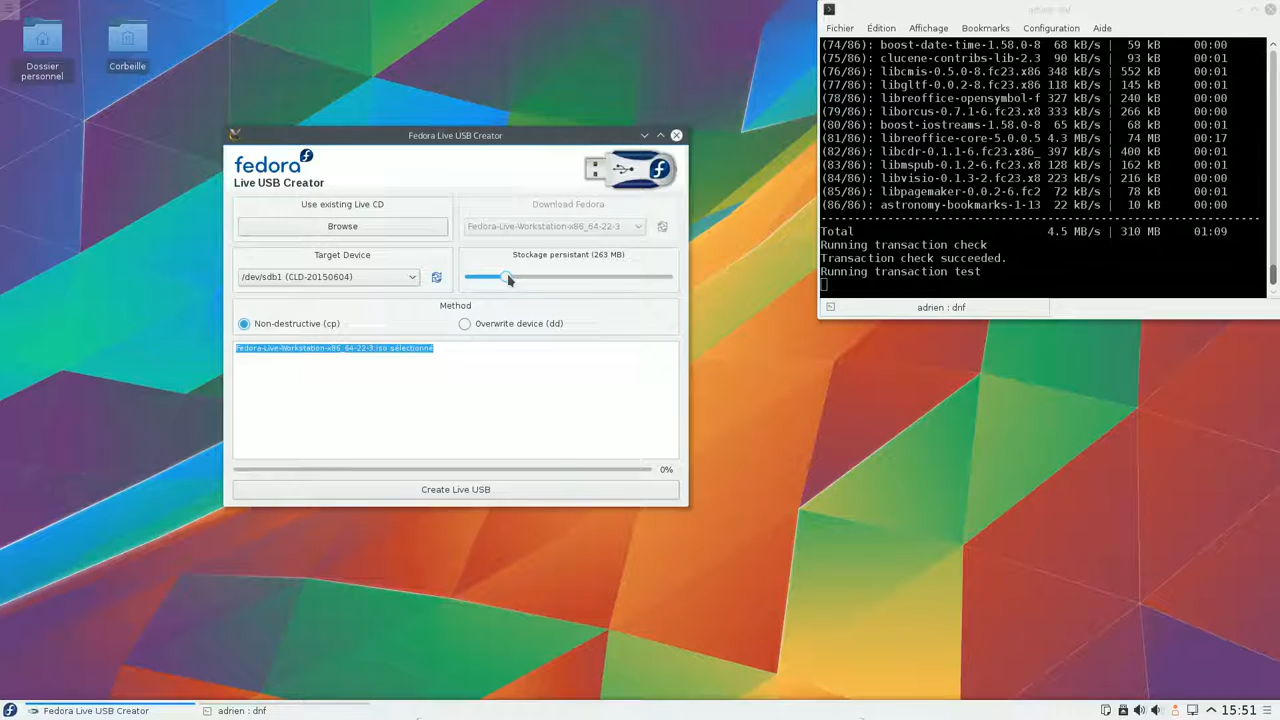 Dossier
personnel
Corbeille
Fedora Live USB Creator
fedora
Live USB Creator
Use existing Live CD
Browse
Download Fedora
Fedora-Live-Workstation-x86_64-22-3
Target Device
/dev/sdb1 (CLD-20150604)
Stockage persistant (263 MB)
Method
Non-destructive (cp)
Overwrite device (dd)
Fedora-Live-Workstation-x86_64-22-3.iso sélectionné
0%
Create Live USB
adrien : dnf
Fichier Édition Affichage Bookmarks Configuration Aide
(74/86): boost-date-time-1.58.0-8 68 kB/s | 59 kB 00:00
(75/86): clucene-contribs-lib-2.3 90 kB/s | 93 kB 00:01
(76/86): libcmis-0.5.0-8.fc23.x86 348 kB/s | 552 kB 00:01
(77/86): libgltf-0.0.2-8.fc23.x86 118 kB/s | 145 kB 00:01
(78/86): libreoffice-opensymbol-f 327 kB/s | 240 kB 00:00
(79/86): liborcus-0.7.1-6.fc23.x8 333 kB/s | 266 kB 00:00
(80/86): boost-iostreams-1.58.0-8 65 kB/s | 68 kB 00:01
(81/86): libreoffice-core-5.0.0.5 4.3 MB/s | 74 MB 00:17
(82/86): libcdr-0.1.1-6.fc23.x86_ 397 kB/s | 400 kB 00:01
(83/86): libmspub-0.1.2-6.fc23.x8 128 kB/s | 162 kB 00:01
(84/86): libvisio-0.1.3-2.fc23.x8 223 kB/s | 216 kB 00:00
(85/86): libpagemaker-0.0.2-6.fc2 72 kB/s | 78 kB 00:01
(86/86): astronomy-bookmarks-1-13 22 kB/s | 10 kB 00:00
--------------------------------------------------------------------------------
Total 4.5 MB/s | 310 MB 01:09
Running transaction check
Transaction check succeeded.
Running transaction test
adrien : dnf
Fedora Live USB Creator
adrien : dnf
15:51